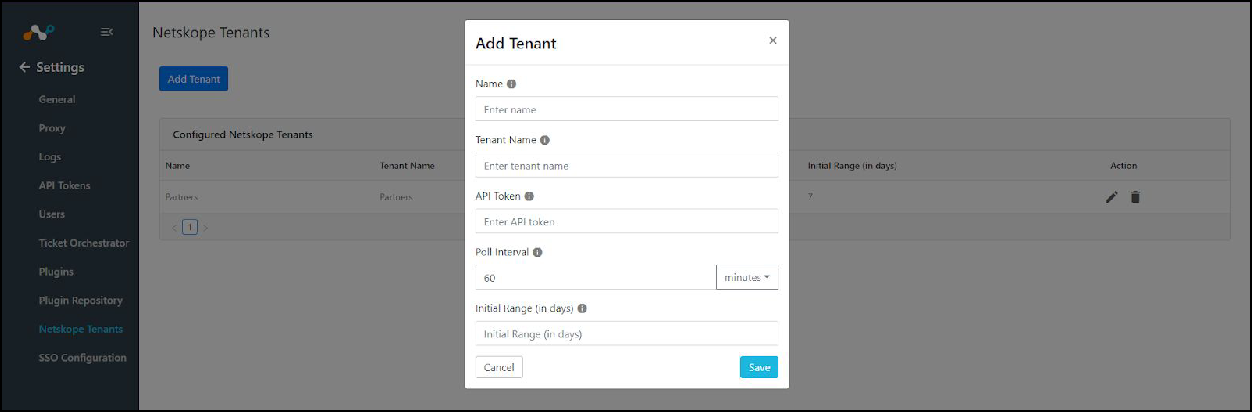 Settings
General
Proxy
Logs
API Tokens
Users
Ticket Orchestrator
Plugins
Plugin Repository
Netskope Tenants
SSO Configuration
Netskope Tenants
Add Tenant
Configured Netskope Tenants
Name Tenant Name Initial Range (in days) Action
Partners Partners 7
< 1 >
Add Tenant ×
Name
Enter name
Tenant Name
Enter tenant name
API Token
Enter API token
Poll Interval
60 minutes
Initial Range (in days)
Initial Range (in days)
Cancel Save